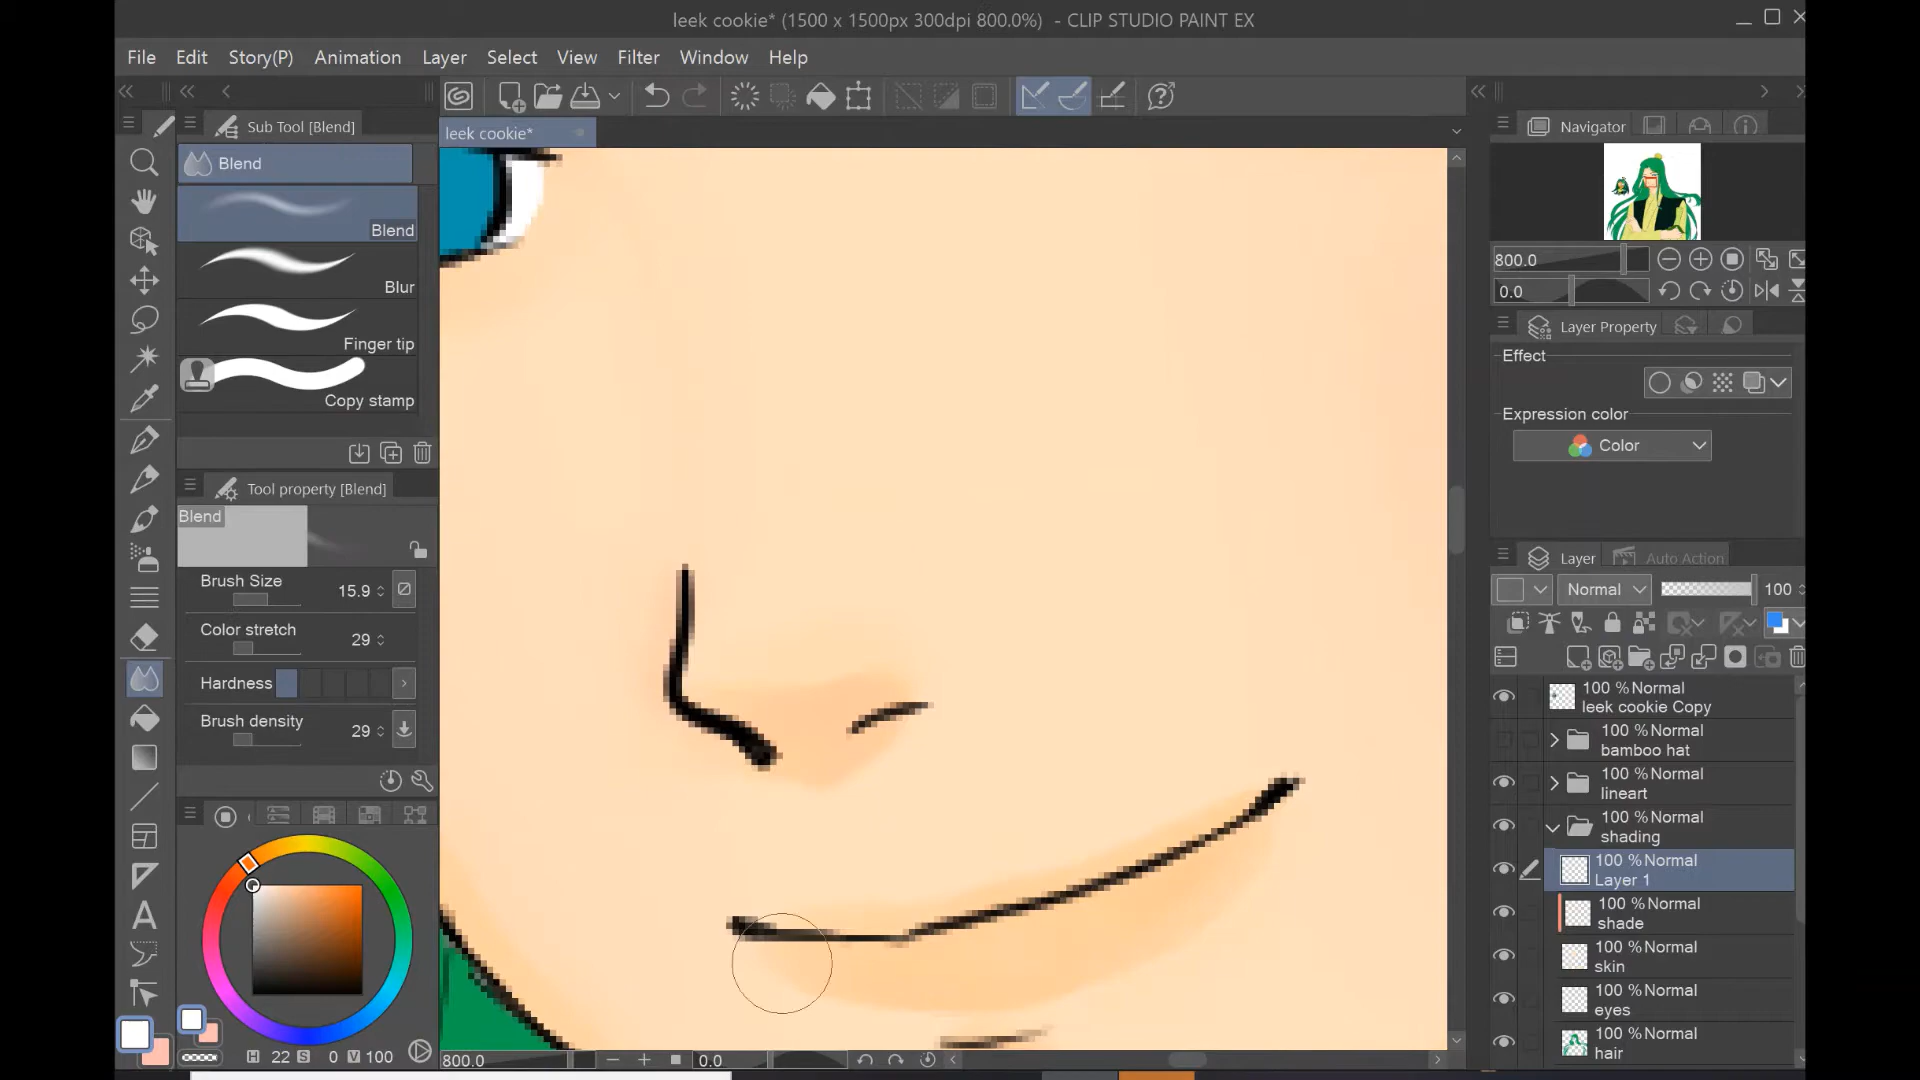 leek cookie* (1500 x 1500px 300dpi 800.0%) - CLIP STUDIO PAINT EX
File Edit Story(P) Animation Layer Select View Filter Window Help
Sub Tool [Blend]
leek cookie*
Navigator
Blend
Blend
Blur
Finger tip
Copy stamp
800.0
0.0
Layer Property
Effect
Expression color
Color
Tool property [Blend]
Blend
Brush Size 15.9
Color stretch 29
Hardness
Brush density 29
Layer Auto Action
Normal 100
100 %Normal
leek cookie Copy
100 %Normal
bamboo hat
100 %Normal
lineart
100 %Normal
shading
100 %Normal
Layer 1
100 %Normal
shade
100 %Normal
skin
100 %Normal
eyes
100 %Normal
hair
H 22 S 0 V 100
800.0 0.0